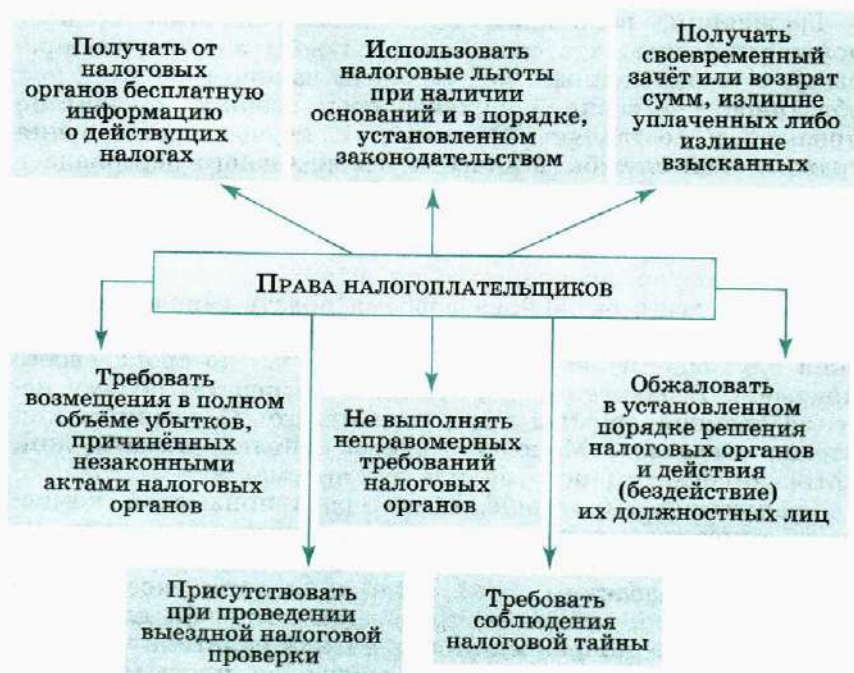 Получать от
налоговых
органов бесплатную
информацию
о действущих
налогах
Использовать
налоговые льготы
при наличии
оснований и в порядке,
установленном
законодательством
Получать
своевременный
зачёт или возврат
сумм, излишне
уплаченных либо
излишне
взысканных
ПРАВА НАЛОГОПЛАТЕЛЬЩИКОВ
Требовать
возмещения в полном
объёме убытков,
причинённых
незаконными
актами налоговых
органов
Не выполнять
неправомерных
требований
налоговых
органов
Обжаловать
в установленном
порядке решения
налоговых органов
и действия
(бездействие)
их должностных лиц
Присутствовать
при проведении
выездной налоговой
проверки
Требовать
соблюдения
налоговой тайны